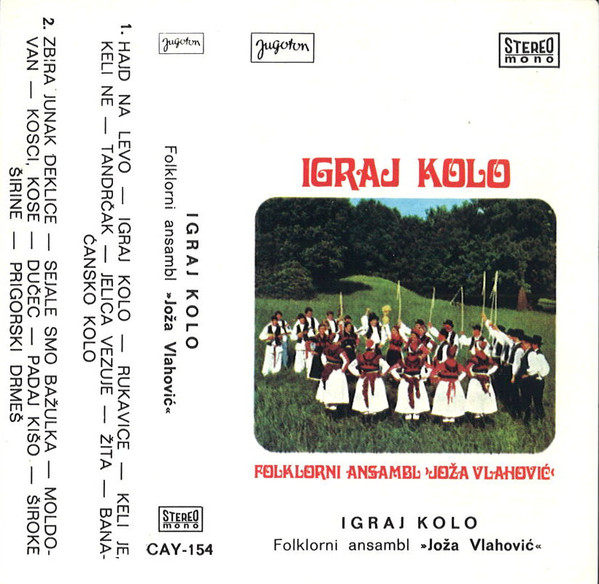 1. HAJD NA LEVO — IGRAJ KOLO — RUKAVICE — KELI JE,
KELI NE — TANDRČAK — JELICA VEZUJE — ŽITA — BANA-
ĆANSKO KOLO
2. ZBIRA JUNAK DEKLICE — SEJALE SMO BAŽULKA — MOLDO-
VAN — KOSCI, KOSE — DUČEC — PADAJ KIŠO — ŠIROKE
ŠIRINE — PRIGORSKI DRMEŠ
Jugoton
IGRAJ KOLO
Folklorni ansambl »Joža Vlahović«
STEREO
mono
CAY-154
Jugoton
STEREO
mono
IGRAJ KOLO
FOLKLORNI ANSAMBL ›JOŽA VLAHOVIĆ‹
IGRAJ KOLO
Folklorni ansambl »Joža Vlahović«